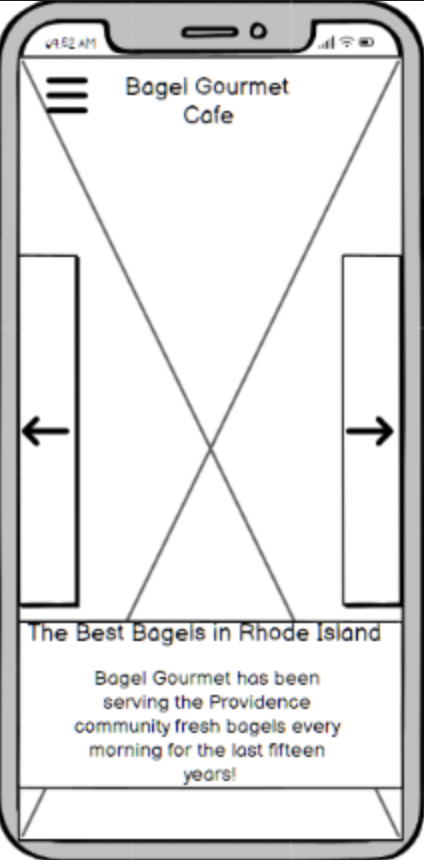 09:52 AM
Bagel Gourmet
Cafe
The Best Bagels in Rhode Island
Bagel Gourmet has been
serving the Providence
community fresh bagels every
morning for the last fifteen
years!